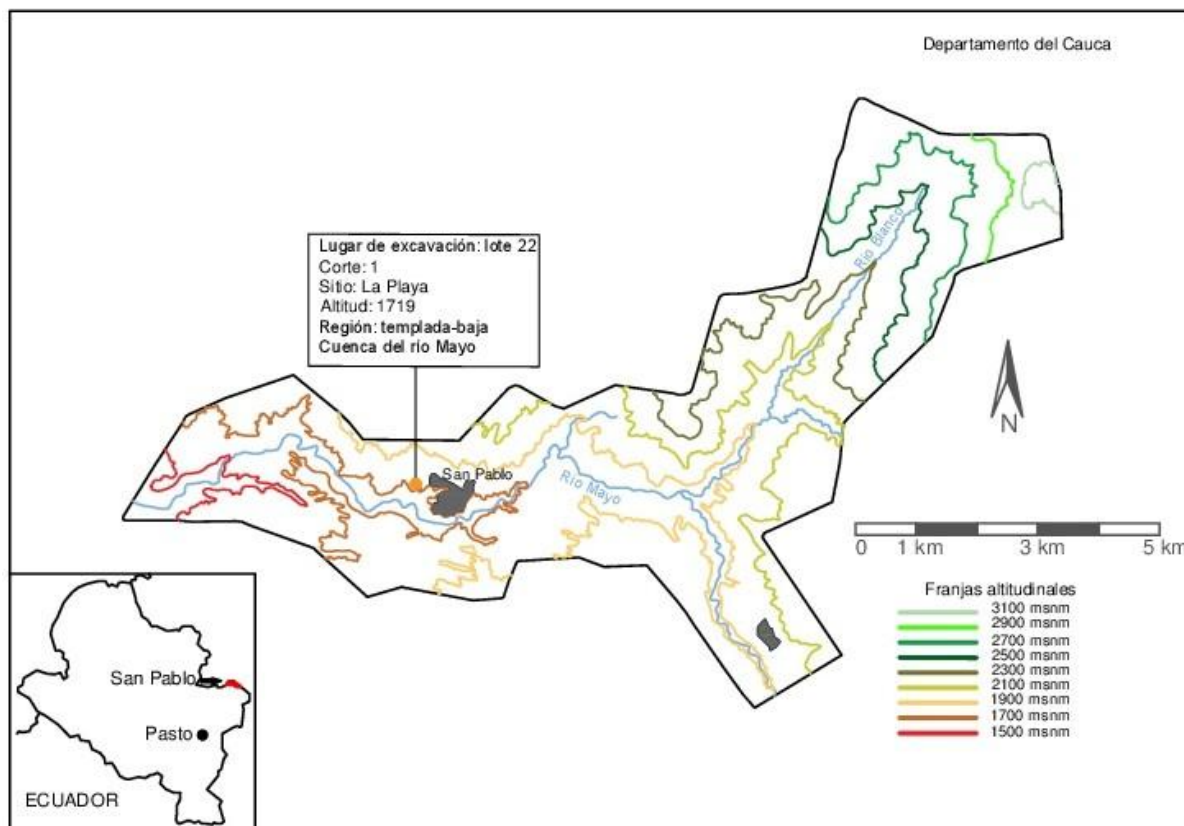 Departamento del Cauca
Lugar de excavación: lote 22
Corte: 1
Sitio: La Playa
Altitud: 1719
Región: templada-baja
Cuenca del río Mayo
Río Blanco
San Pablo
Río Mayo
N
0 1 km 3 km 5 km
Franjas altitudinales
3100 msnm
2900 msnm
2700 msnm
2500 msnm
2300 msnm
2100 msnm
1900 msnm
1700 msnm
1500 msnm
San Pablo
Pasto
ECUADOR